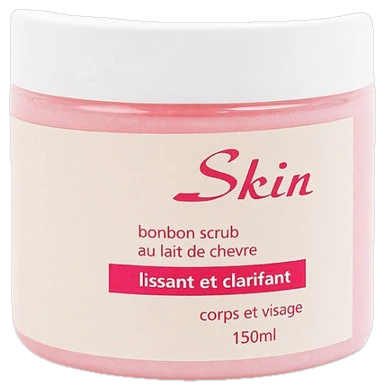 Skin
bonbon scrub
au lait de chevre
lissant et clarifant
corps et visage
150ml